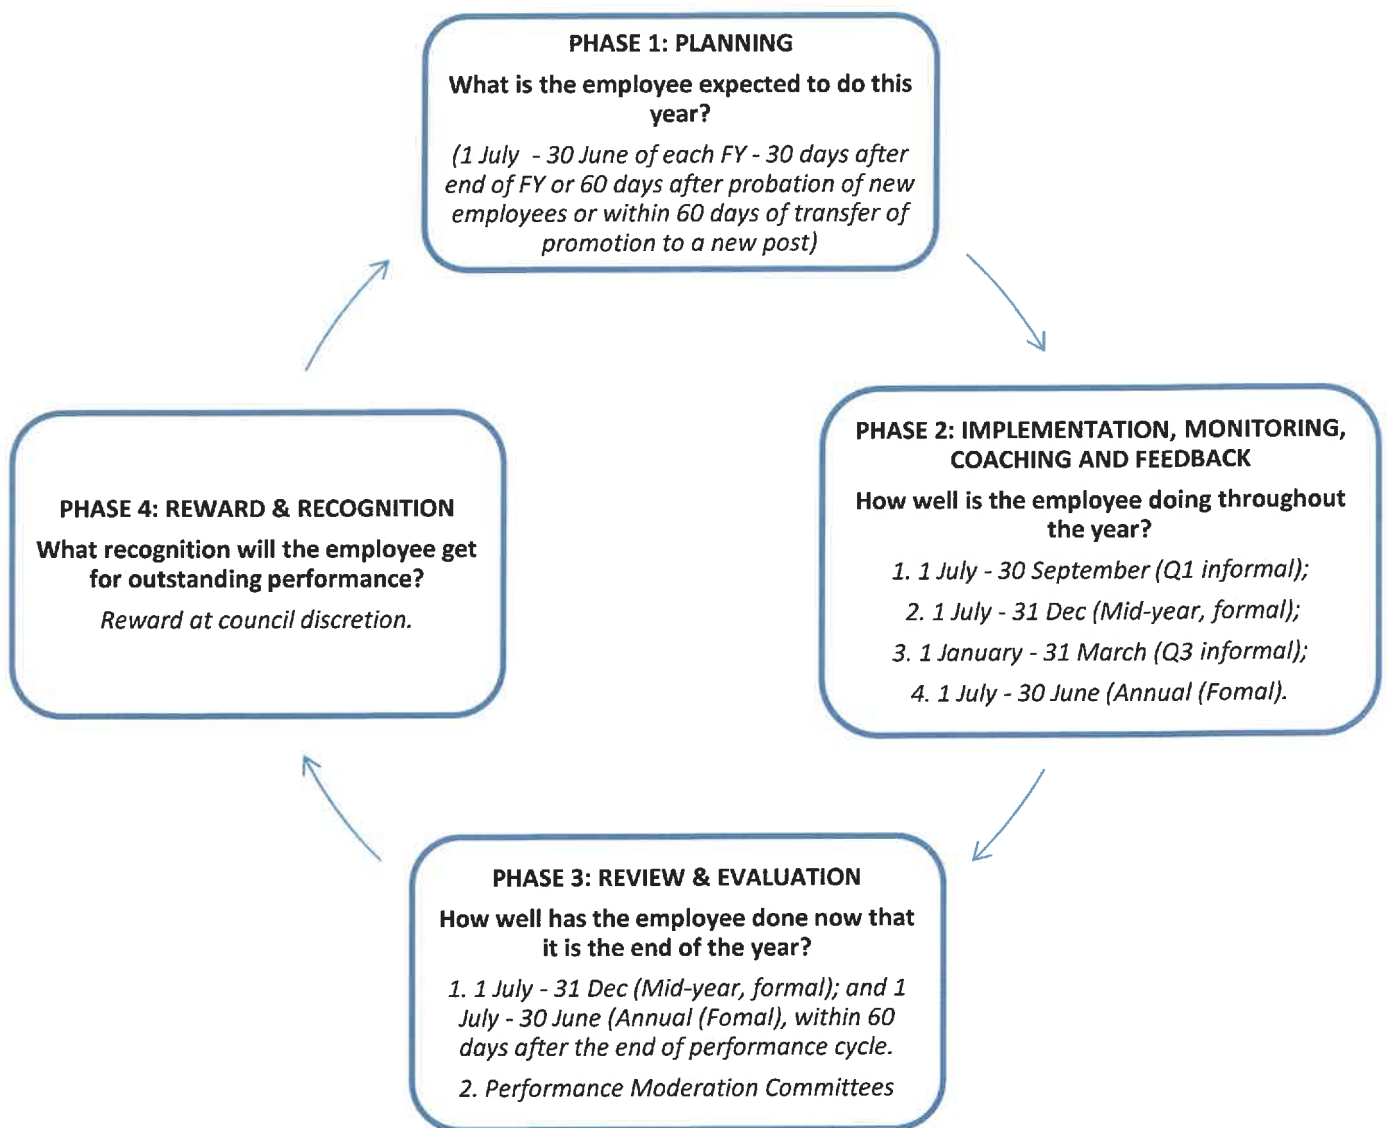 PHASE 1: PLANNING
What is the employee expected to do this
year?
(1 July - 30 June of each FY - 30 days after
end of FY or 60 days after probation of new
employees or within 60 days of transfer of
promotion to a new post)
PHASE 2: IMPLEMENTATION, MONITORING,
COACHING AND FEEDBACK
How well is the employee doing throughout
the year?
1. 1 July - 30 September (Q1 informal);
2. 1 July - 31 Dec (Mid-year, formal);
3. 1 January - 31 March (Q3 informal);
4. 1 July - 30 June (Annual (Fomal).
PHASE 3: REVIEW & EVALUATION
How well has the employee done now that
it is the end of the year?
1. 1 July - 31 Dec (Mid-year, formal); and 1
July - 30 June (Annual (Fomal), within 60
days after the end of performance cycle.
2. Performance Moderation Committees
PHASE 4: REWARD & RECOGNITION
What recognition will the employee get
for outstanding performance?
Reward at council discretion.